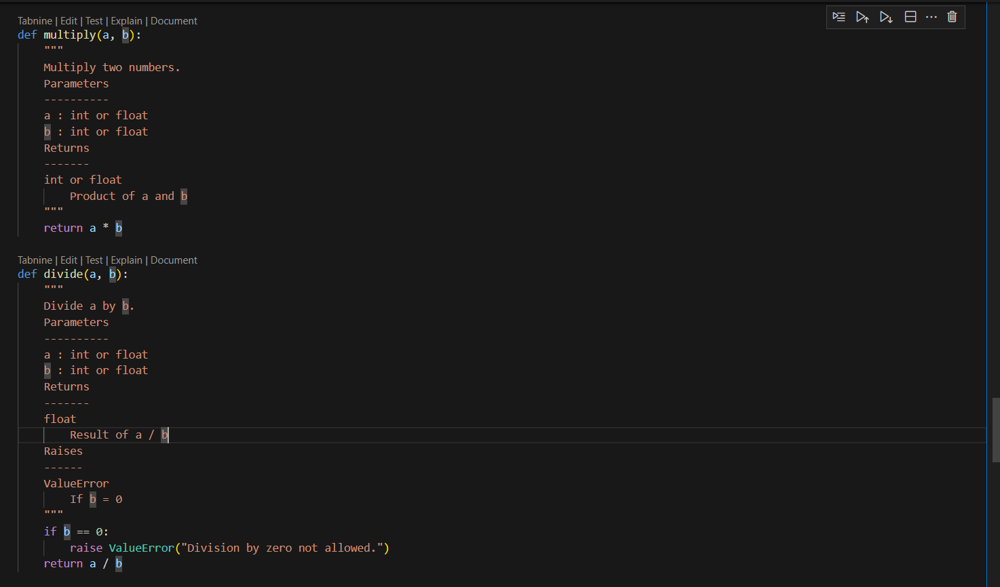 Tabnine | Edit | Test | Explain | Document
def multiply(a, b):
    """
    Multiply two numbers.
    Parameters
    ----------
    a : int or float
    b : int or float
    Returns
    -------
    int or float
        Product of a and b
    """
    return a * b

Tabnine | Edit | Test | Explain | Document
def divide(a, b):
    """
    Divide a by b.
    Parameters
    ----------
    a : int or float
    b : int or float
    Returns
    -------
    float
        Result of a / b
    Raises
    ------
    ValueError
        If b = 0
    """
    if b == 0:
        raise ValueError("Division by zero not allowed.")
    return a / b